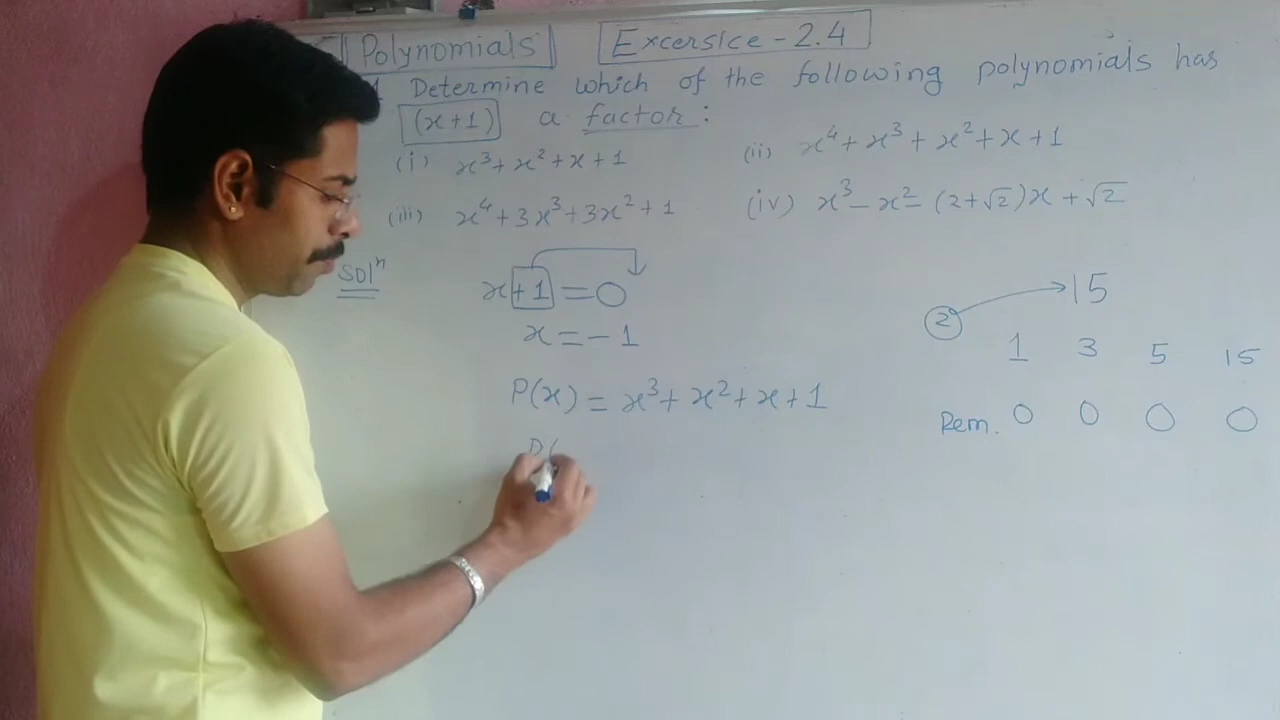 Polynomials Excersice - 2.4
1 Determine which of the following polynomials has
(x+1) a factor :
(i) x³ + x² + x + 1 (ii) x⁴ + x³ + x² + x + 1
(iii) x⁴ + 3x³ + 3x² + 1 (iv) x³ - x² - (2+√2)x + √2
Solⁿ x + 1 = 0
x = - 1
P(x) = x³ + x² + x + 1
P(
2 15
1 3 5 15
Rem. 0 0 0 0